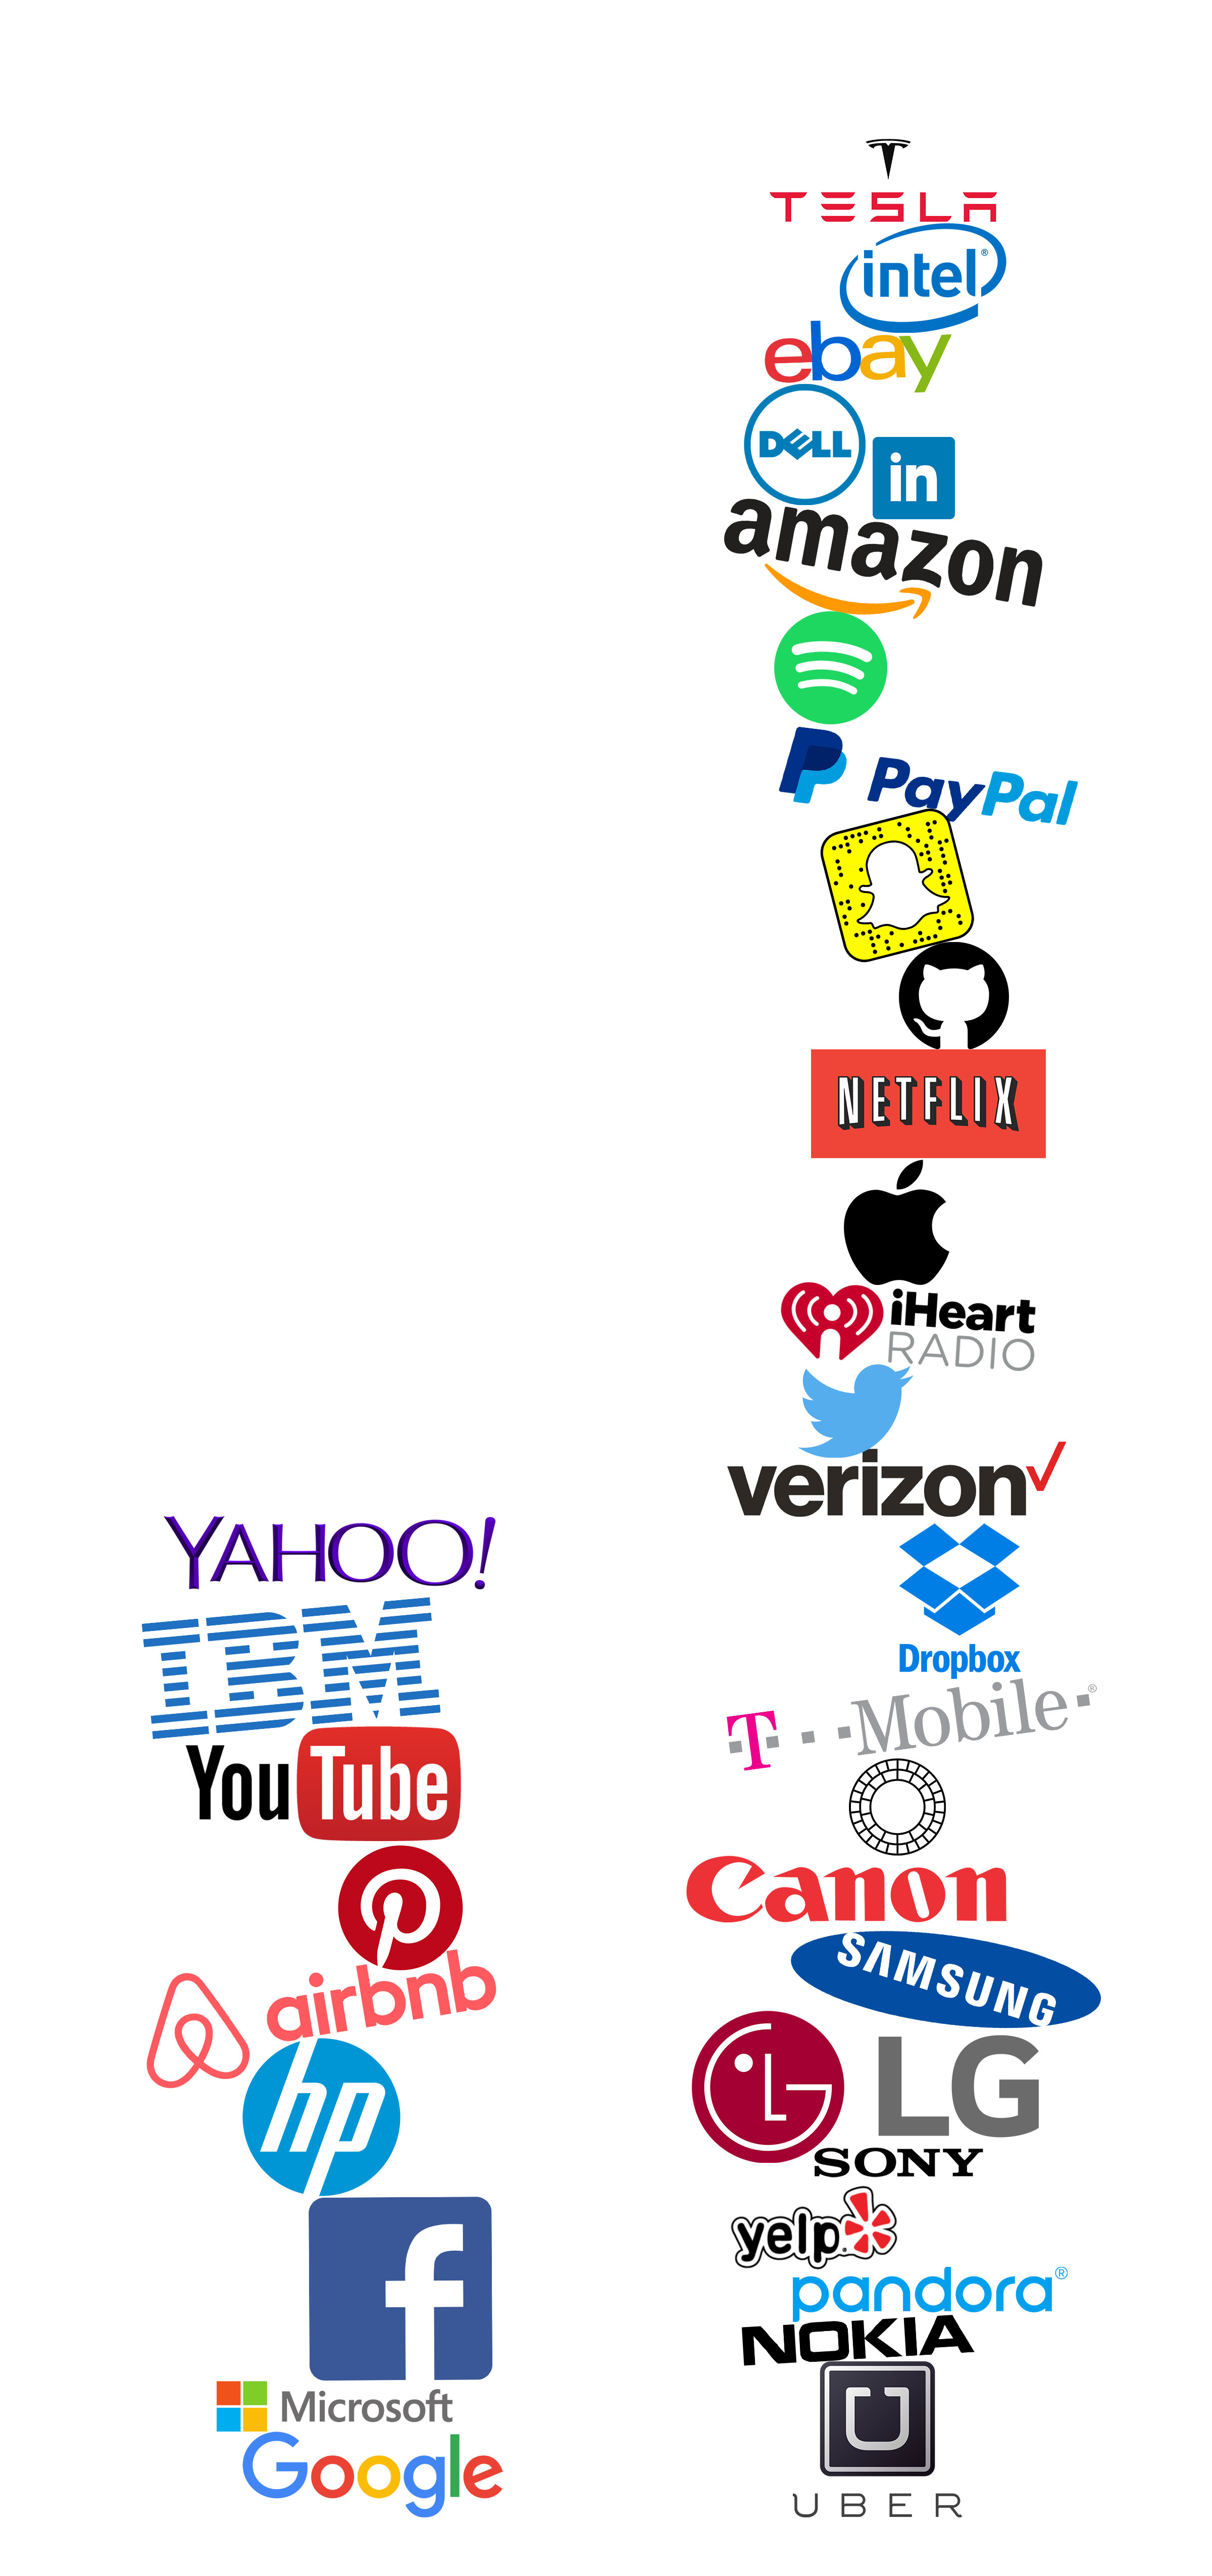 YAHOO!
IBM
YouTube
airbnb
hp
f
Microsoft
Google
TESLA
intel®
ebay
DELL
in
amazon
P PayPal
NETFLIX
iHeart
RADIO
verizon
Dropbox
T··Mobile·®
Canon
SAMSUNG
LG LG
SONY
yelp
pandora®
NOKIA
U
UBER